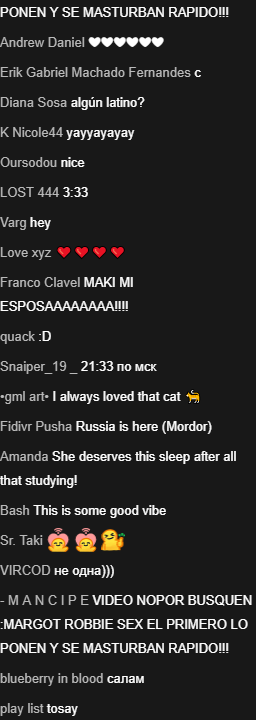 PONEN Y SE MASTURBAN RAPIDO!!!
Andrew Daniel 🤍🤍🤍🤍🤍🤍
Erik Gabriel Machado Fernandes c
Diana Sosa algún latino?
K Nicole44 yayyayayay
Oursodou nice
LOST 444 3:33
Varg hey
Love xyz ❤️ ❤️ ❤️ ❤️
Franco Clavel MAKI MI
ESPOSAAAAAAAA!!!!
quack :D
Snaiper_19 _ 21:33 по мск
•gml art• I always loved that cat 🐈
Fidivr Pusha Russia is here (Mordor)
Amanda She deserves this sleep after all
that studying!
Bash This is some good vibe
Sr. Taki
VIRCOD не одна)))
- M A N C I P E VIDEO NOPOR BUSQUEN
:MARGOT ROBBIE SEX EL PRIMERO LO
PONEN Y SE MASTURBAN RAPIDO!!!
blueberry in blood салам
play list tosay